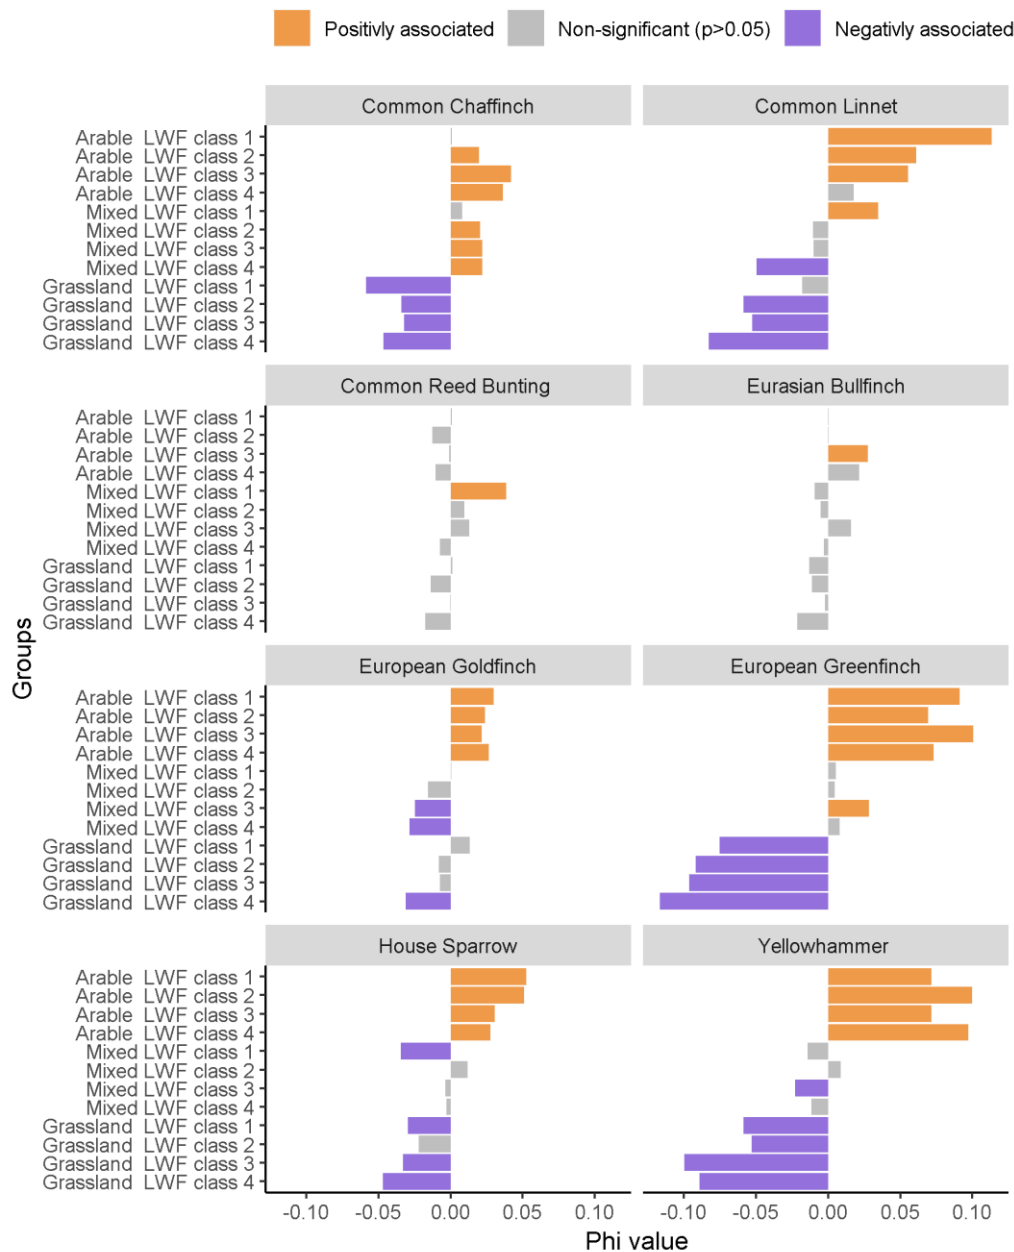 Positivly associated Non-significant (p>0.05) Negativly associated
Common Chaffinch Common Linnet
Arable LWF class 1
Arable LWF class 2
Arable LWF class 3
Arable LWF class 4
Mixed LWF class 1
Mixed LWF class 2
Mixed LWF class 3
Mixed LWF class 4
Grassland LWF class 1
Grassland LWF class 2
Grassland LWF class 3
Grassland LWF class 4
Common Reed Bunting Eurasian Bullfinch
Arable LWF class 1
Arable LWF class 2
Arable LWF class 3
Arable LWF class 4
Mixed LWF class 1
Mixed LWF class 2
Mixed LWF class 3
Mixed LWF class 4
Grassland LWF class 1
Grassland LWF class 2
Grassland LWF class 3
Grassland LWF class 4
Groups
European Goldfinch European Greenfinch
Arable LWF class 1
Arable LWF class 2
Arable LWF class 3
Arable LWF class 4
Mixed LWF class 1
Mixed LWF class 2
Mixed LWF class 3
Mixed LWF class 4
Grassland LWF class 1
Grassland LWF class 2
Grassland LWF class 3
Grassland LWF class 4
House Sparrow Yellowhammer
Arable LWF class 1
Arable LWF class 2
Arable LWF class 3
Arable LWF class 4
Mixed LWF class 1
Mixed LWF class 2
Mixed LWF class 3
Mixed LWF class 4
Grassland LWF class 1
Grassland LWF class 2
Grassland LWF class 3
Grassland LWF class 4
-0.10 -0.05 0.00 0.05 0.10 -0.10 -0.05 0.00 0.05 0.10
Phi value